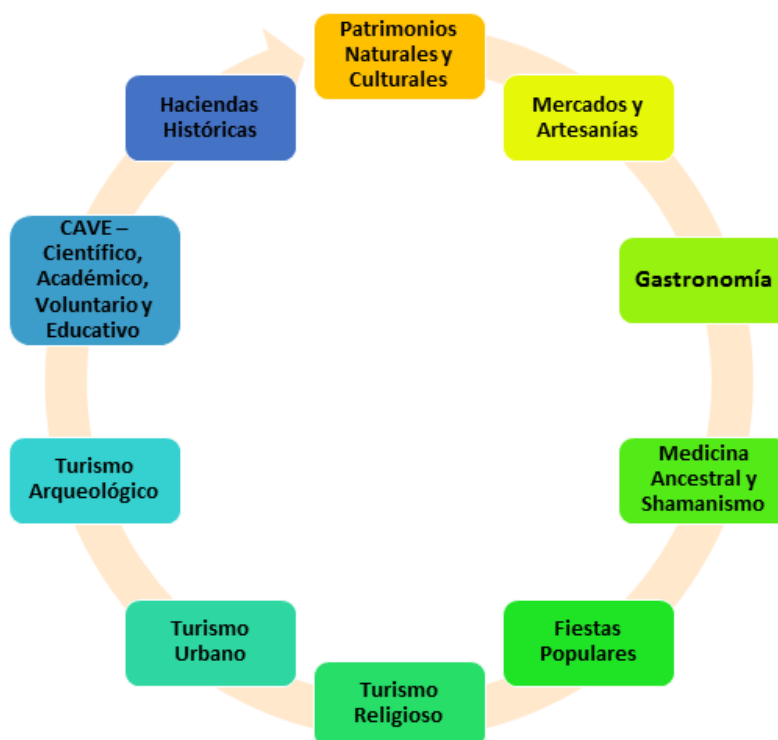 Patrimonios
Naturales y
Culturales
Mercados y
Artesanías
Gastronomía
Medicina
Ancestral y
Shamanismo
Fiestas
Populares
Turismo
Religioso
Turismo
Urbano
Turismo
Arqueológico
CAVE –
Científico,
Académico,
Voluntario y
Educativo
Haciendas
Históricas